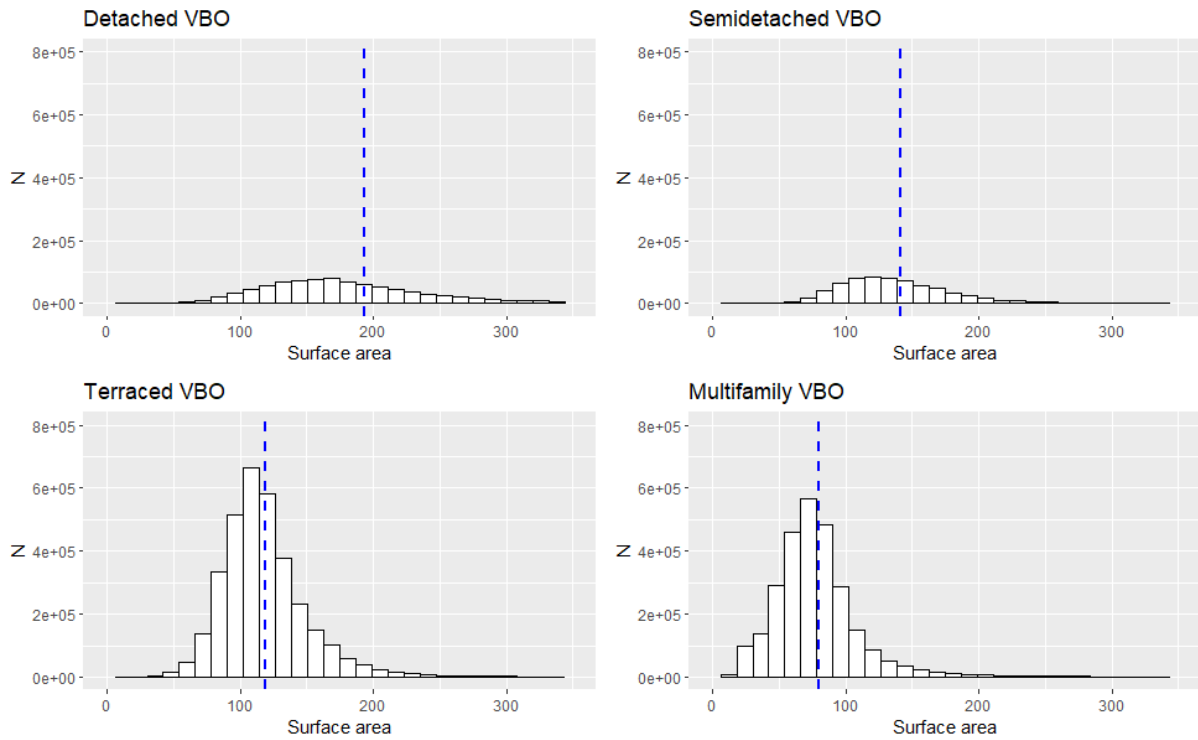 Detached VBO
8e+05
6e+05
4e+05
2e+05
0e+00
N
0 100 200 300
Surface area
Semidetached VBO
8e+05
6e+05
4e+05
2e+05
0e+00
N
0 100 200 300
Surface area
Terraced VBO
8e+05
6e+05
4e+05
2e+05
0e+00
N
0 100 200 300
Surface area
Multifamily VBO
8e+05
6e+05
4e+05
2e+05
0e+00
N
0 100 200 300
Surface area